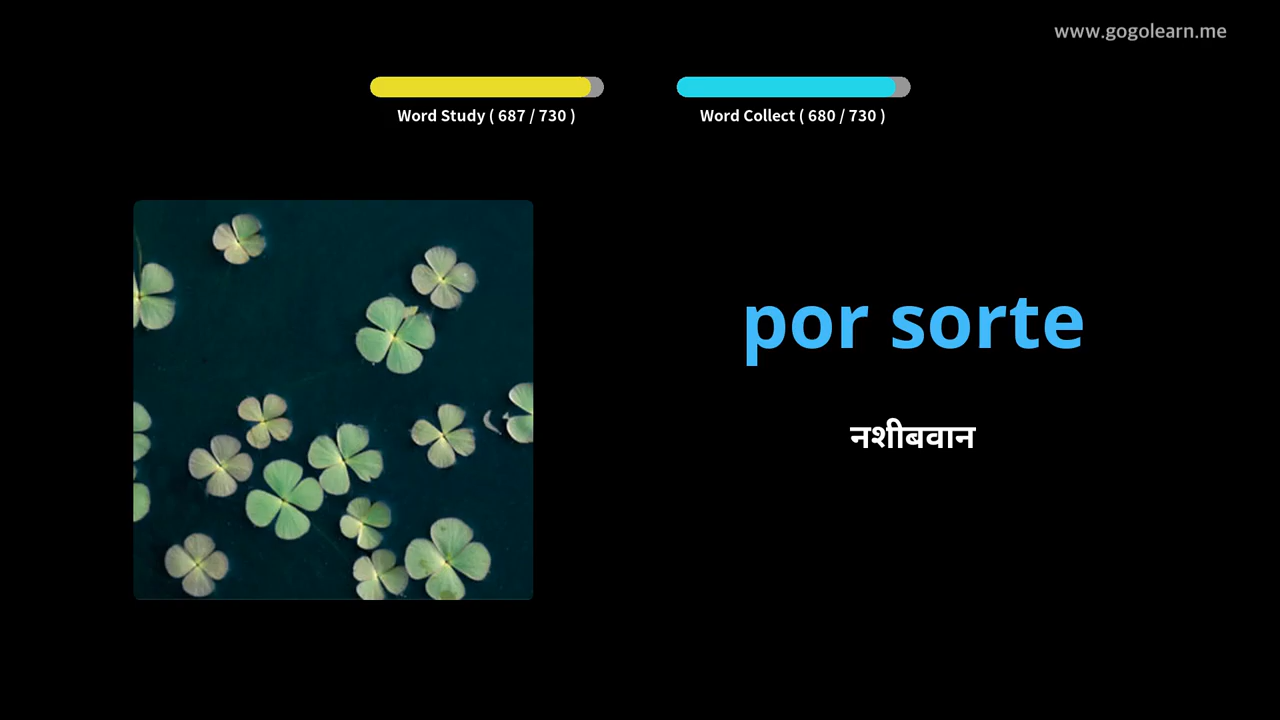 www.gogolearn.me
Word Study ( 687 / 730 )
Word Collect ( 680 / 730 )
por sorte
नशीबवान